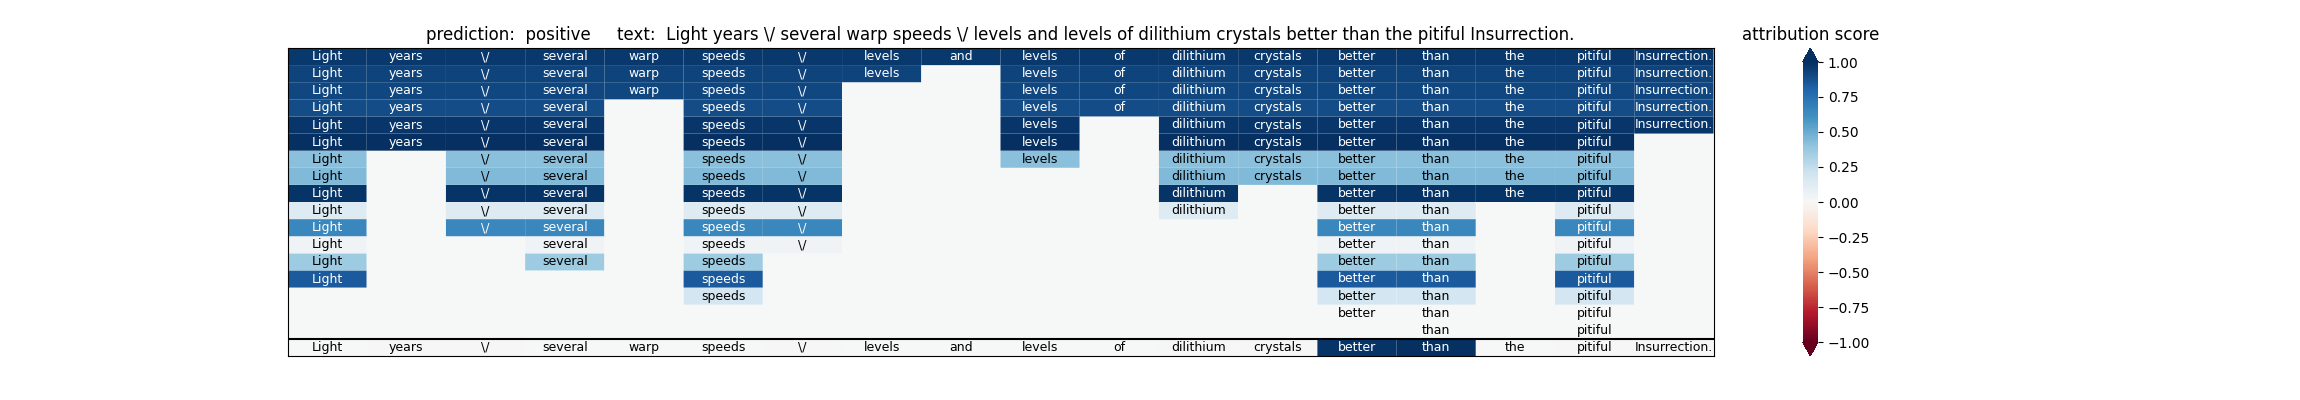 prediction:  positive     text:  Light years \/ several warp speeds \/ levels and levels of dilithium crystals better than the pitiful Insurrection.
attribution score
Light years \/ several warp speeds \/ levels and levels of dilithium crystals better than the pitiful Insurrection.
Light years \/ several warp speeds \/ levels levels of dilithium crystals better than the pitiful Insurrection.
Light years \/ several warp speeds \/ levels of dilithium crystals better than the pitiful Insurrection.
Light years \/ several speeds \/ levels of dilithium crystals better than the pitiful Insurrection.
Light years \/ several speeds \/ levels dilithium crystals better than the pitiful Insurrection.
Light years \/ several speeds \/ levels dilithium crystals better than the pitiful
Light \/ several speeds \/ levels dilithium crystals better than the pitiful
Light \/ several speeds \/ dilithium crystals better than the pitiful
Light \/ several speeds \/ dilithium better than the pitiful
Light \/ several speeds \/ dilithium better than pitiful
Light \/ several speeds \/ better than pitiful
Light several speeds \/ better than pitiful
Light several speeds better than pitiful
Light speeds better than pitiful
speeds better than pitiful
better pitiful
than pitiful
Light years \/ several warp speeds \/ levels and levels of dilithium crystals better than the pitiful Insurrection.
1.00
0.75
0.50
0.25
0.00
−0.25
−0.50
−0.75
−1.00